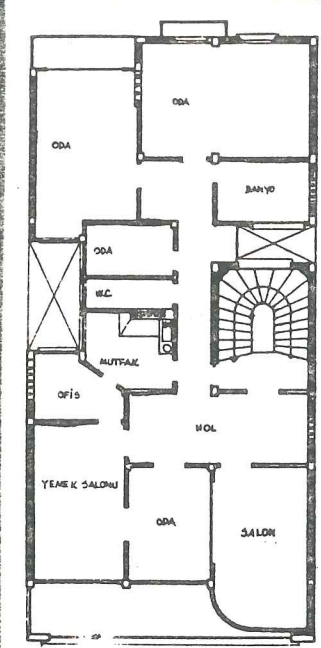 ODA
ODA
BANYO
ODA
W.C.
MUTFAK
OFİS
HOL
YEMEK SALONU
ODA
SALON